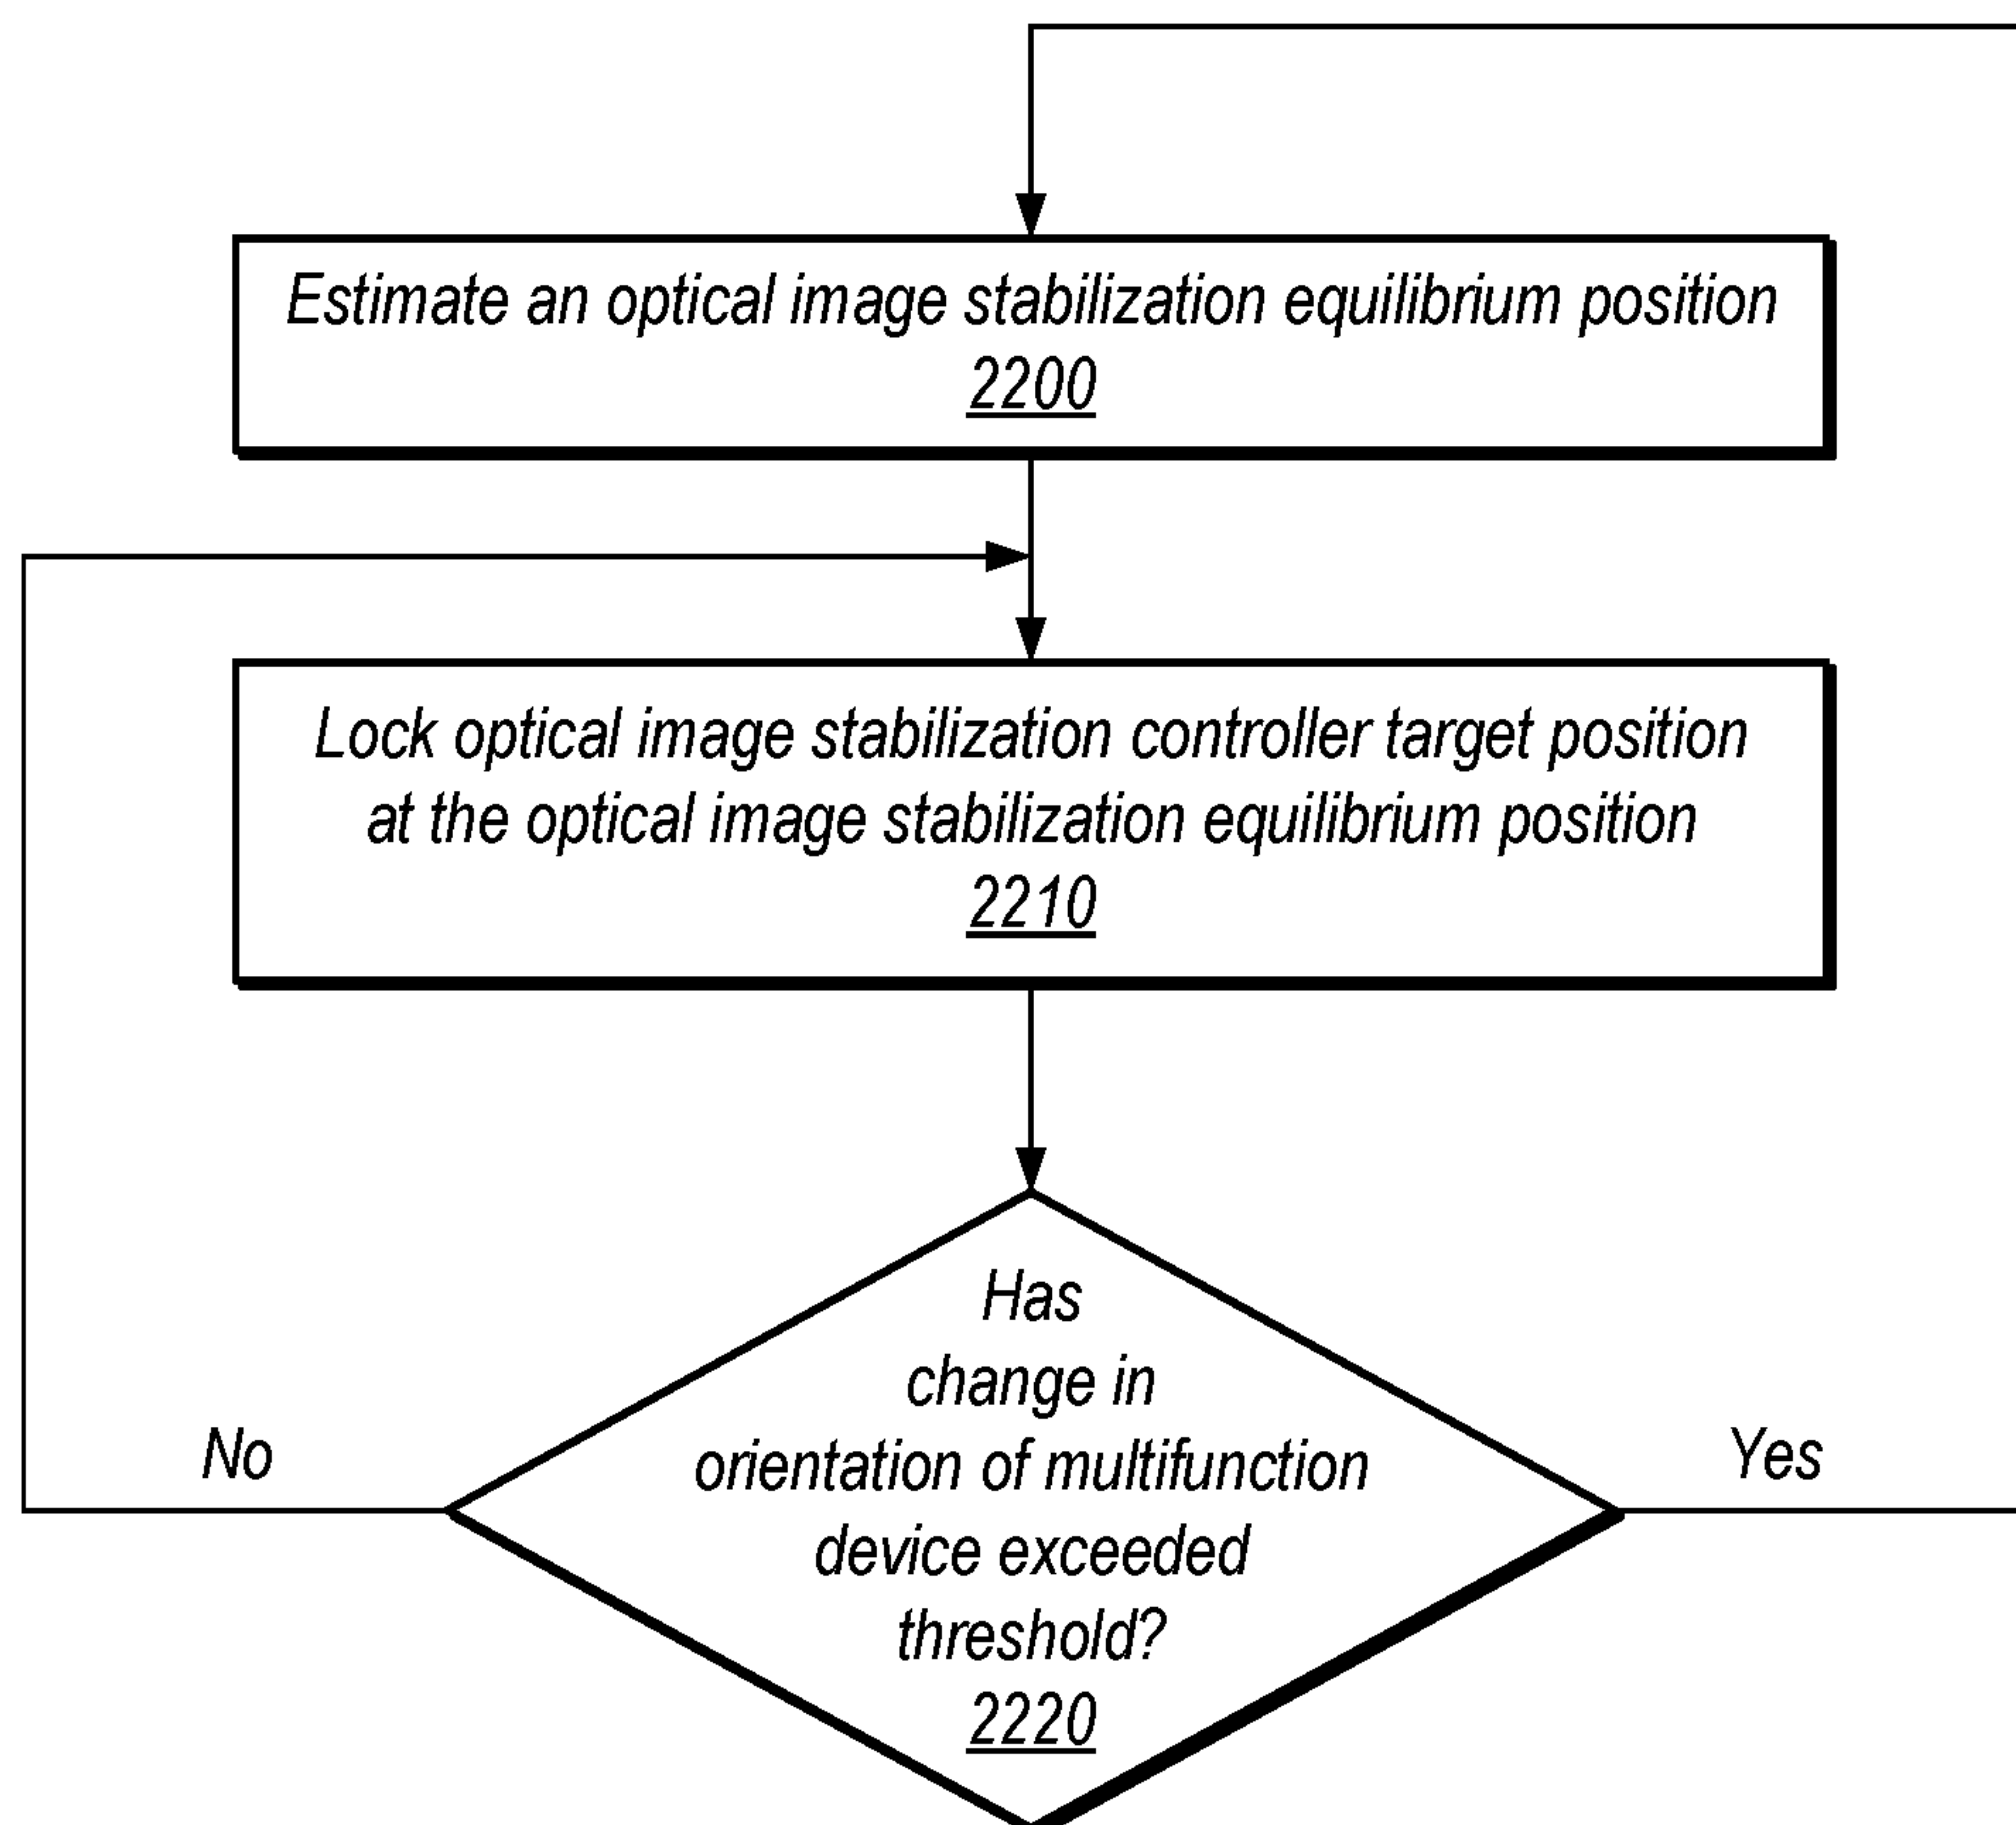 Estimate an optical image stabilization equilibrium position
2200
Lock optical image stabilization controller target position
at the optical image stabilization equilibrium position
2210
Has
change in
orientation of multifunction
device exceeded
threshold?
2220
No
Yes